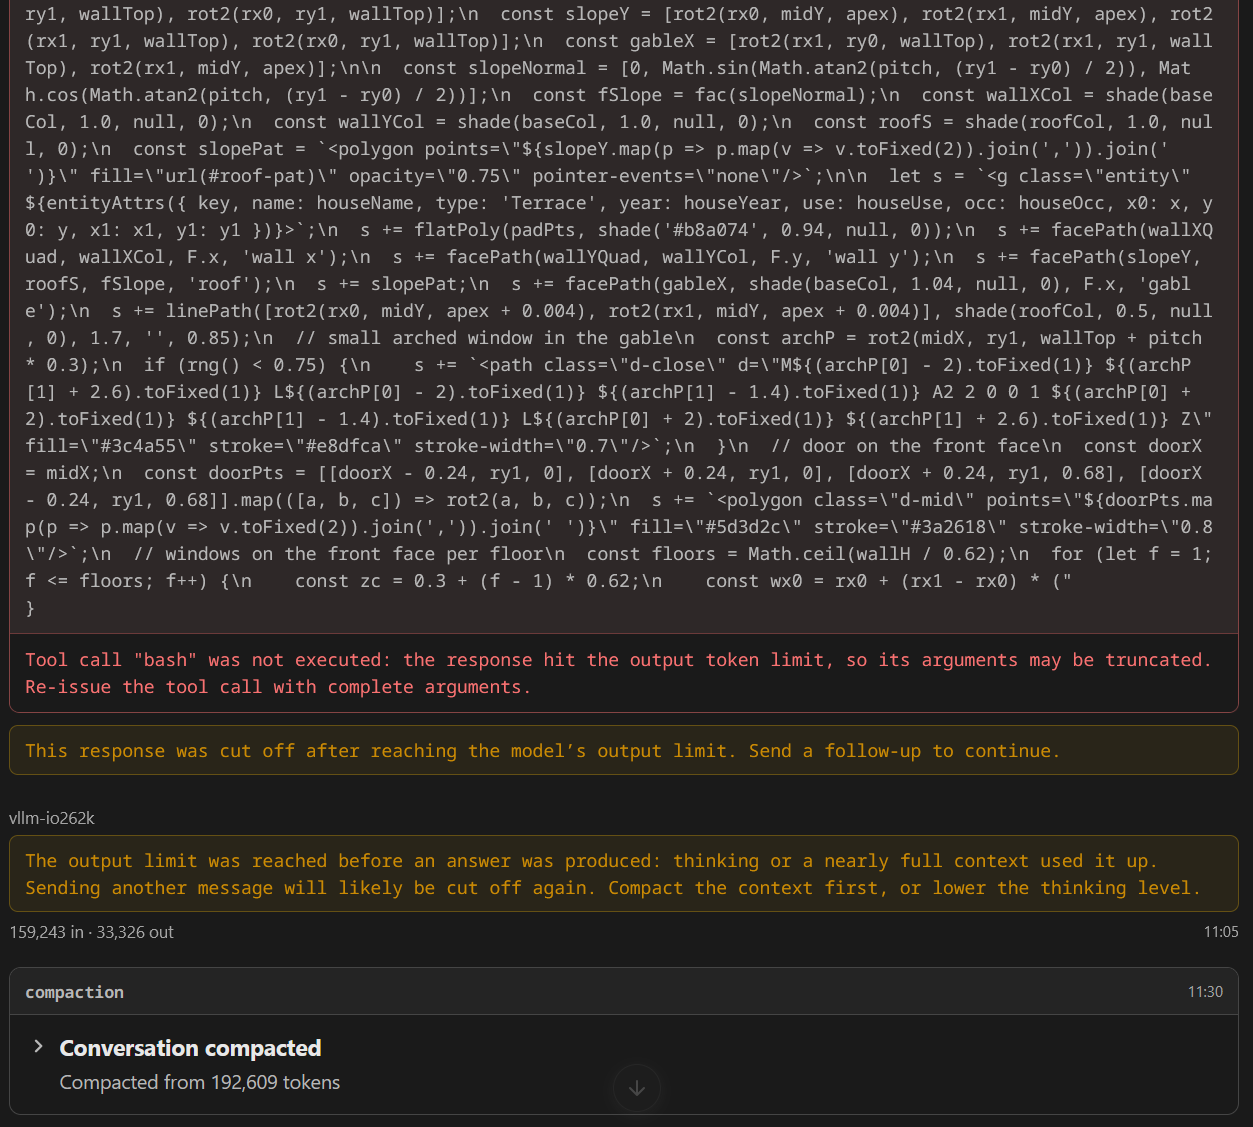 ry1, wallTop), rot2(rx0, ry1, wallTop)];\n  const slopeY = [rot2(rx0, midY, apex), rot2(rx1, midY, apex), rot2
(rx1, ry1, wallTop), rot2(rx0, ry1, wallTop)];\n  const gableX = [rot2(rx1, ry0, wallTop), rot2(rx1, ry1, wall
Top), rot2(rx1, midY, apex)];\n\n  const slopeNormal = [0, Math.sin(Math.atan2(pitch, (ry1 - ry0) / 2)), Mat
h.cos(Math.atan2(pitch, (ry1 - ry0) / 2))];\n  const fSlope = fac(slopeNormal);\n  const wallXCol = shade(base
Col, 1.0, null, 0);\n  const wallYCol = shade(baseCol, 1.0, null, 0);\n  const roofS = shade(roofCol, 1.0, nul
l, 0);\n  const slopePat = `<polygon points=\"${slopeY.map(p => p.map(v => v.toFixed(2)).join(',')).join('
')}\" fill=\"url(#roof-pat)\" opacity=\"0.75\" pointer-events=\"none\"/>`;\n\n  let s = `<g class=\"entity\"
${entityAttrs({ key, name: houseName, type: 'Terrace', year: houseYear, use: houseUse, occ: houseOcc, x0: x, y
0: y, x1: x1, y1: y1 })}>`;\n  s += flatPoly(padPts, shade('#b8a074', 0.94, null, 0));\n  s += facePath(wallXQ
uad, wallXCol, F.x, 'wall x');\n  s += facePath(wallYQuad, wallYCol, F.y, 'wall y');\n  s += facePath(slopeY,
roofS, fSlope, 'roof');\n  s += slopePat;\n  s += facePath(gableX, shade(baseCol, 1.04, null, 0), F.x, 'gabl
e');\n  s += linePath([rot2(rx0, midY, apex + 0.004), rot2(rx1, midY, apex + 0.004)], shade(roofCol, 0.5, null
, 0), 1.7, '', 0.85);\n  // small arched window in the gable\n  const archP = rot2(midX, ry1, wallTop + pitch
* 0.3);\n  if (rng() < 0.75) {\n    s += `<path class=\"d-close\" d=\"M${(archP[0] - 2).toFixed(1)} ${(archP
[1] + 2.6).toFixed(1)} L${(archP[0] - 2).toFixed(1)} ${(archP[1] - 1.4).toFixed(1)} A2 2 0 0 1 ${(archP[0] +
2).toFixed(1)} ${(archP[1] - 1.4).toFixed(1)} L${(archP[0] + 2).toFixed(1)} ${(archP[1] + 2.6).toFixed(1)} Z\"
fill=\"#3c4a55\" stroke=\"#e8dfca\" stroke-width=\"0.7\"/>`;\n  }\n  // door on the front face\n  const doorX
= midX;\n  const doorPts = [[doorX - 0.24, ry1, 0], [doorX + 0.24, ry1, 0], [doorX + 0.24, ry1, 0.68], [doorX
- 0.24, ry1, 0.68]].map(([a, b, c]) => rot2(a, b, c));\n  s += `<polygon class=\"d-mid\" points=\"${doorPts.ma
p(p => p.map(v => v.toFixed(2)).join(',')).join(' ')}\" fill=\"#5d3d2c\" stroke=\"#3a2618\" stroke-width=\"0.8
\"/>`;\n  // windows on the front face per floor\n  const floors = Math.ceil(wallH / 0.62);\n  for (let f = 1;
f <= floors; f++) {\n    const zc = 0.3 + (f - 1) * 0.62;\n    const wx0 = rx0 + (rx1 - rx0) * ("
}
Tool call "bash" was not executed: the response hit the output token limit, so its arguments may be truncated.
Re-issue the tool call with complete arguments.
This response was cut off after reaching the model’s output limit. Send a follow-up to continue.
vllm-io262k
The output limit was reached before an answer was produced: thinking or a nearly full context used it up.
Sending another message will likely be cut off again. Compact the context first, or lower the thinking level.
159,243 in · 33,326 out
11:05
compaction
11:30
Conversation compacted
Compacted from 192,609 tokens